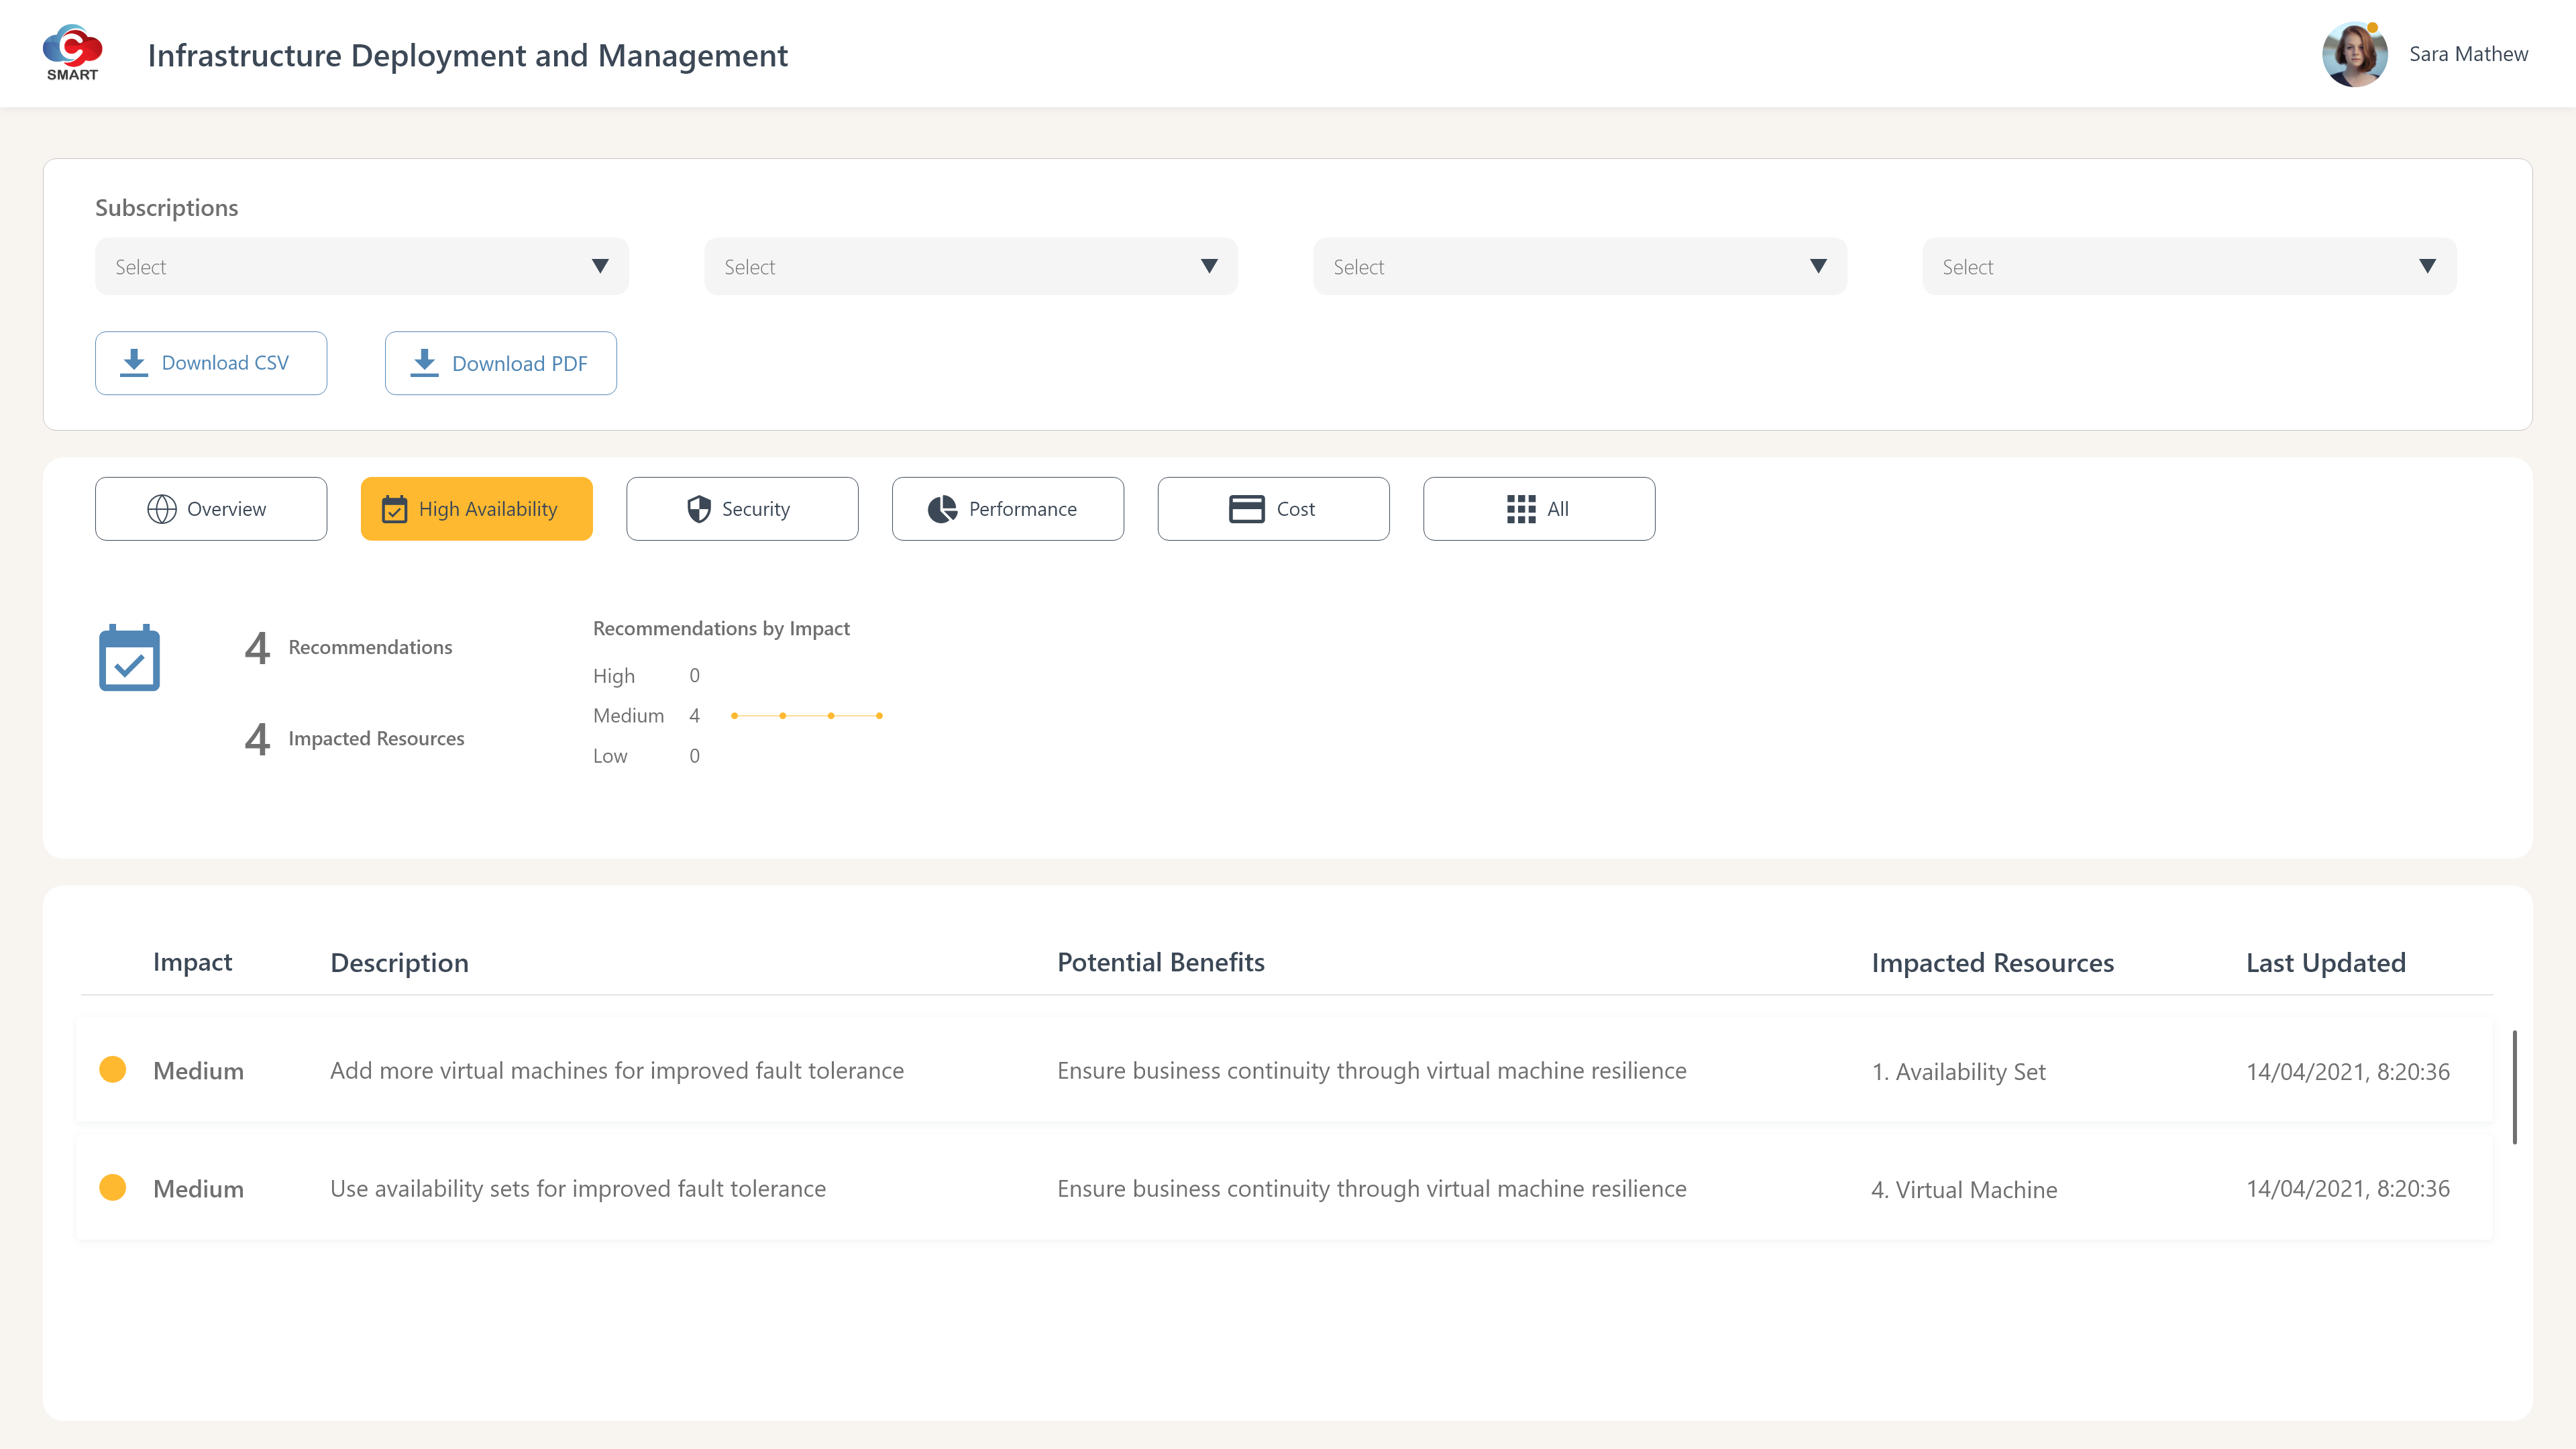 C
SMART
Infrastructure Deployment and Management
Sara Mathew
Subscriptions
Select Select Select Select
Download CSV Download PDF
Overview High Availability Security Performance Cost All
4 Recommendations
4 Impacted Resources
Recommendations by Impact
High 0
Medium 4
Low 0
Impact Description Potential Benefits Impacted Resources Last Updated
Medium Add more virtual machines for improved fault tolerance Ensure business continuity through virtual machine resilience 1. Availability Set 14/04/2021, 8:20:36
Medium Use availability sets for improved fault tolerance Ensure business continuity through virtual machine resilience 4. Virtual Machine 14/04/2021, 8:20:36